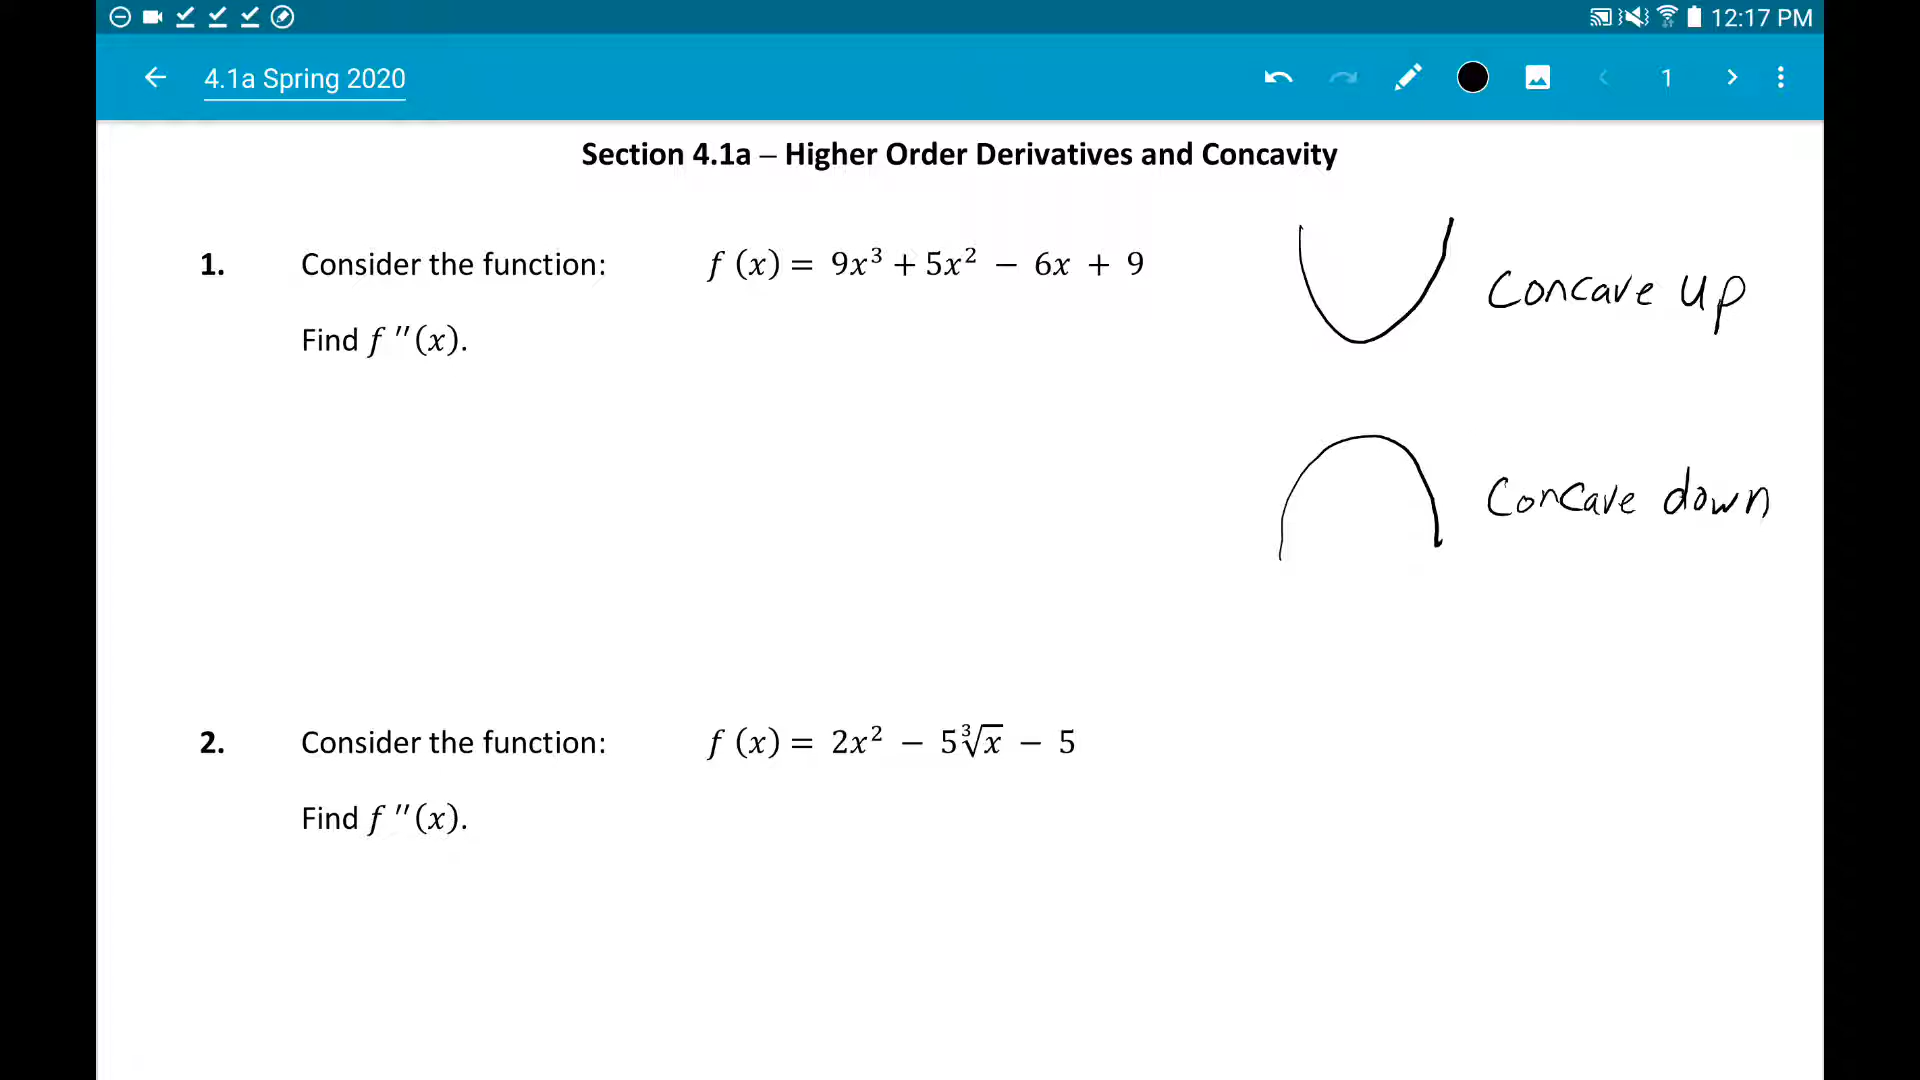 12:17 PM
4.1a Spring 2020
1
Section 4.1a – Higher Order Derivatives and Concavity
1. Consider the function: f (x) = 9x³ + 5x² − 6x + 9
Find f ″(x).
Concave up
Concave down
2. Consider the function: f (x) = 2x² − 5∛x − 5
Find f ″(x).